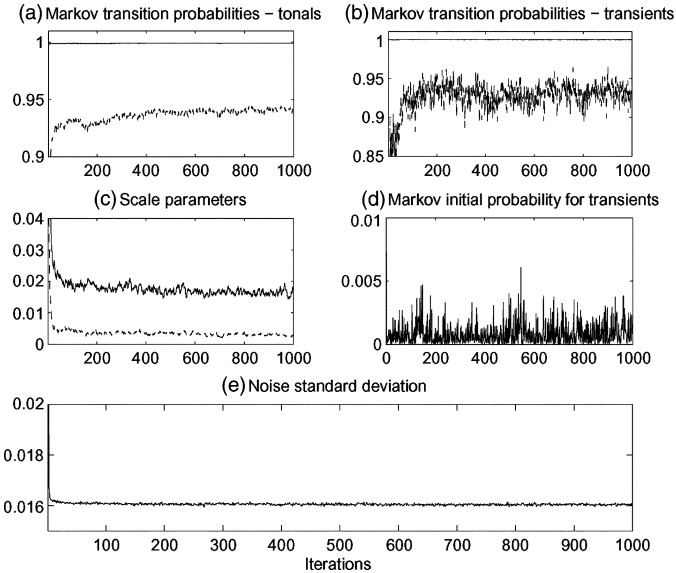 (a) Markov transition probabilities – tonals
1
0.95
0.9
200 400 600 800 1000
(b) Markov transition probabilities – transients
1
0.95
0.9
0.85
200 400 600 800 1000
(c) Scale parameters
0.04
0.03
0.02
0.01
0
200 400 600 800 1000
(d) Markov initial probability for transients
0.01
0.005
0
0 200 400 600 800 1000
(e) Noise standard deviation
0.02
0.018
0.016
100 200 300 400 500 600 700 800 900 1000
Iterations